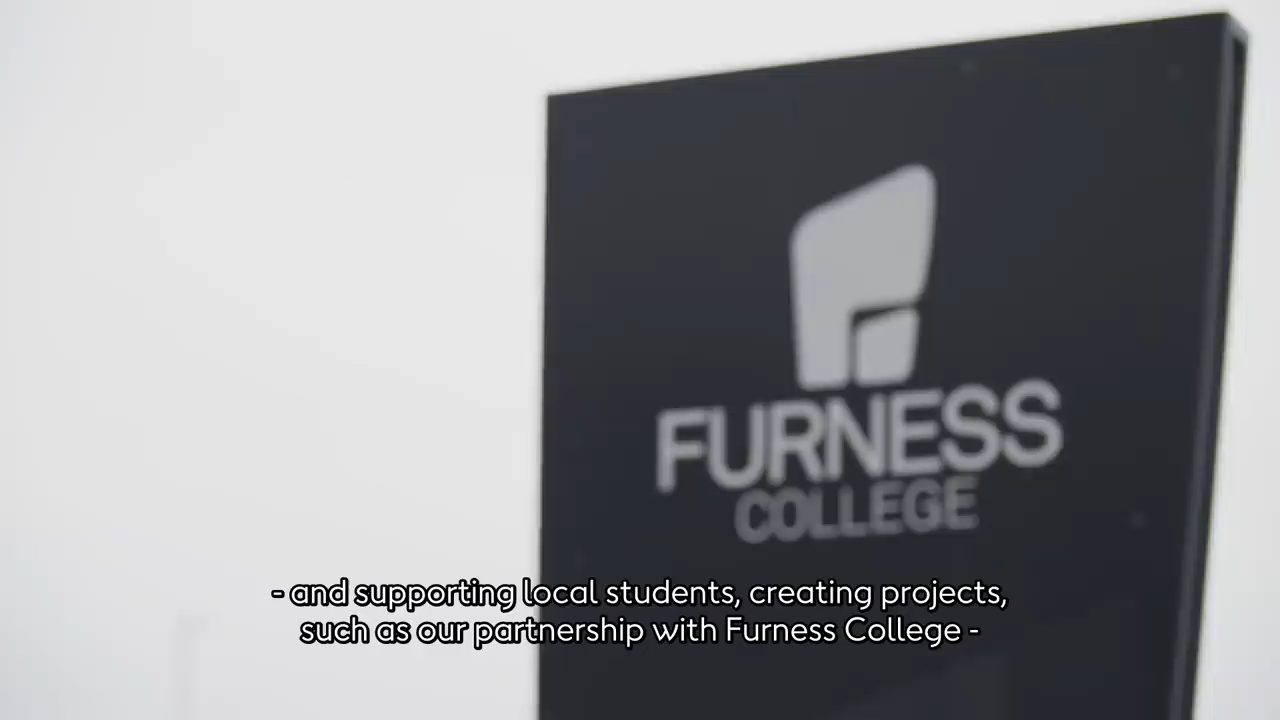 FURNESS
COLLEGE
- and supporting local students, creating projects,
such as our partnership with Furness College -